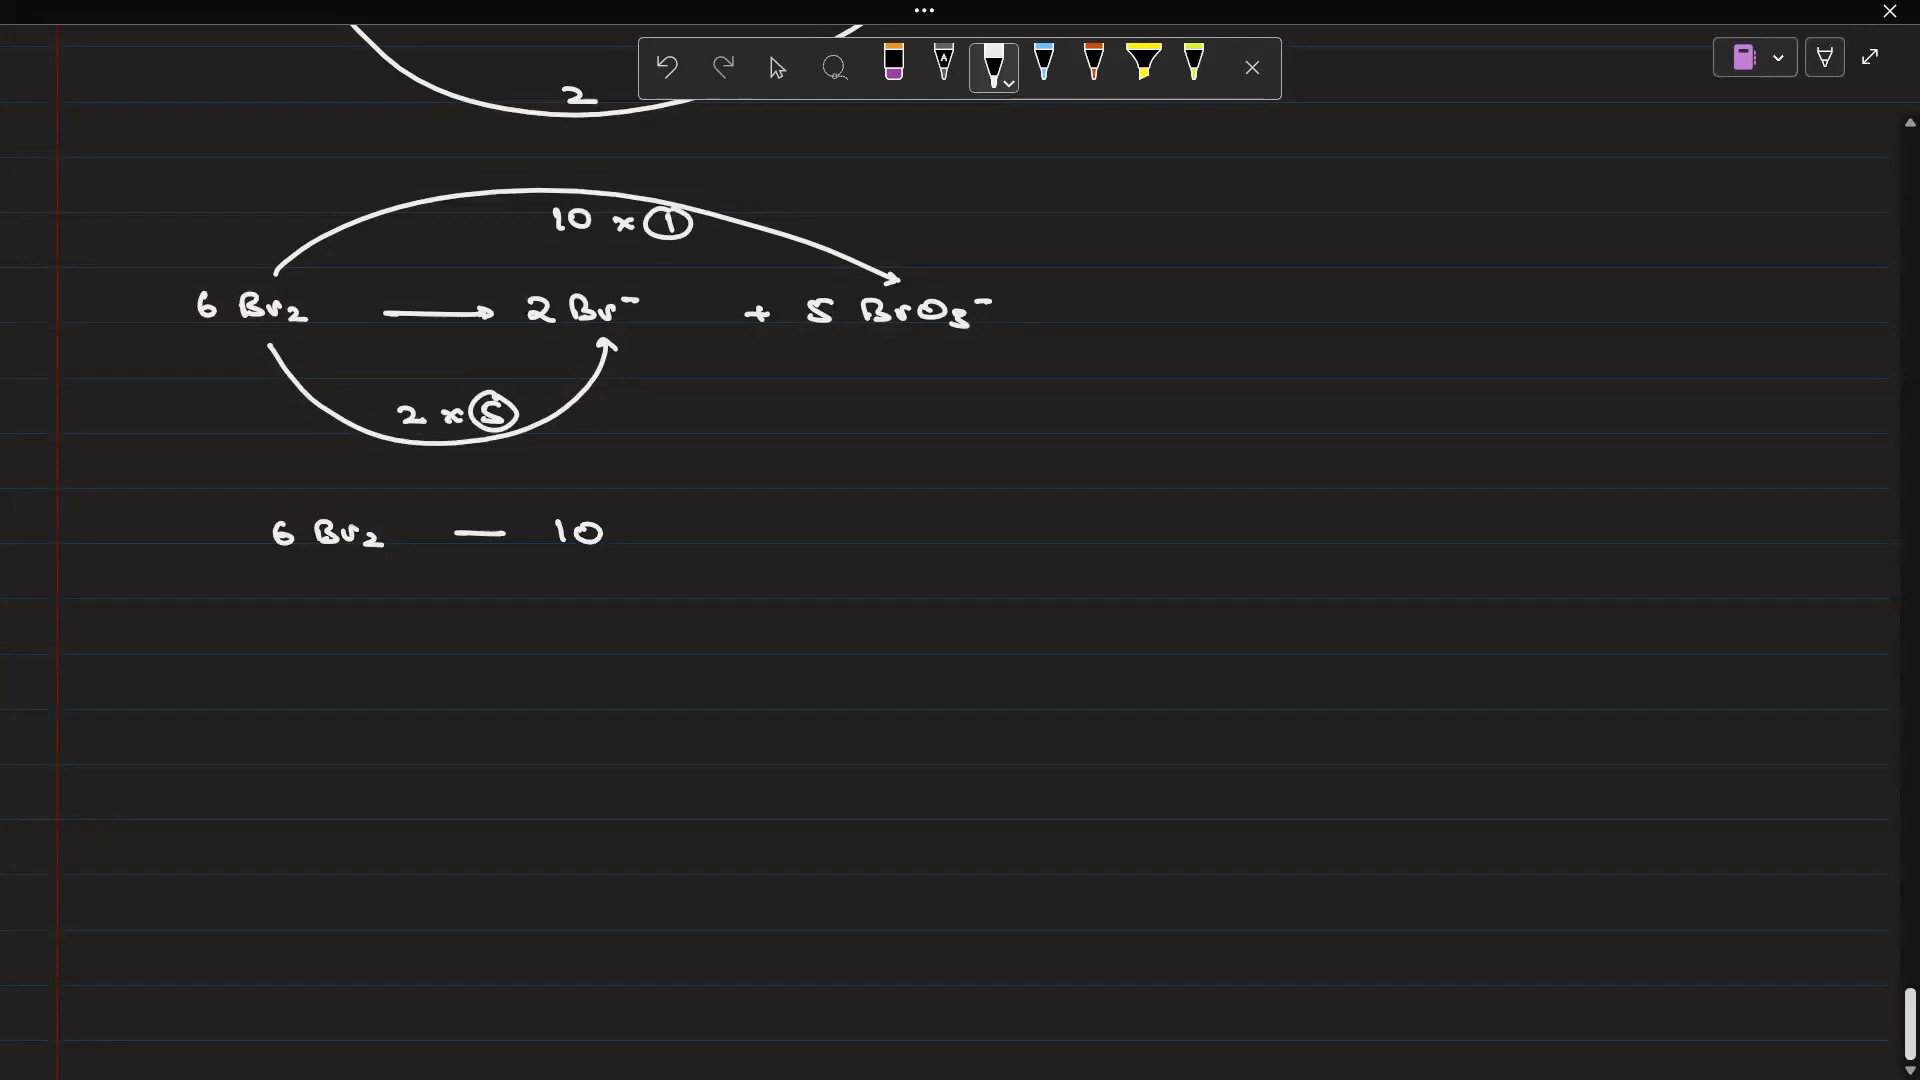 2
10 × ①
6 Br₂ ⟶ 2 Br⁻ + 5 BrO₃⁻
2 × ⑤
6 Br₂ — 10